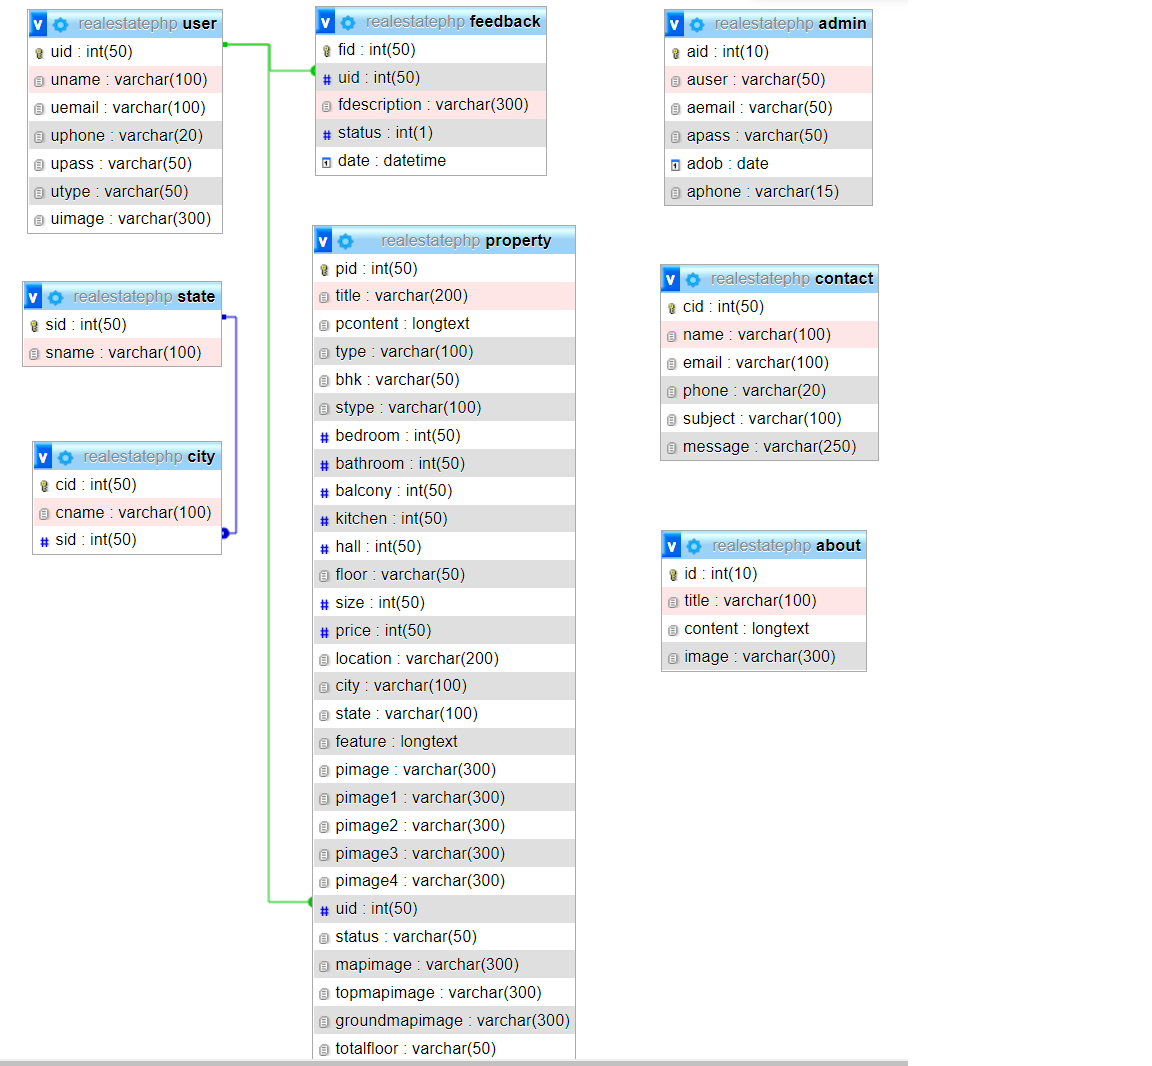 v realestatephp user
uid : int(50)
uname : varchar(100)
uemail : varchar(100)
uphone : varchar(20)
upass : varchar(50)
utype : varchar(50)
uimage : varchar(300)
v realestatephp feedback
fid : int(50)
# uid : int(50)
fdescription : varchar(300)
# status : int(1)
date : datetime
v realestatephp admin
aid : int(10)
auser : varchar(50)
aemail : varchar(50)
apass : varchar(50)
adob : date
aphone : varchar(15)
v realestatephp state
sid : int(50)
sname : varchar(100)
v realestatephp city
cid : int(50)
cname : varchar(100)
# sid : int(50)
v realestatephp property
pid : int(50)
title : varchar(200)
pcontent : longtext
type : varchar(100)
bhk : varchar(50)
stype : varchar(100)
# bedroom : int(50)
# bathroom : int(50)
# balcony : int(50)
# kitchen : int(50)
# hall : int(50)
floor : varchar(50)
# size : int(50)
# price : int(50)
location : varchar(200)
city : varchar(100)
state : varchar(100)
feature : longtext
pimage : varchar(300)
pimage1 : varchar(300)
pimage2 : varchar(300)
pimage3 : varchar(300)
pimage4 : varchar(300)
# uid : int(50)
status : varchar(50)
mapimage : varchar(300)
topmapimage : varchar(300)
groundmapimage : varchar(300)
totalfloor : varchar(50)
v realestatephp contact
cid : int(50)
name : varchar(100)
email : varchar(100)
phone : varchar(20)
subject : varchar(100)
message : varchar(250)
v realestatephp about
id : int(10)
title : varchar(100)
content : longtext
image : varchar(300)